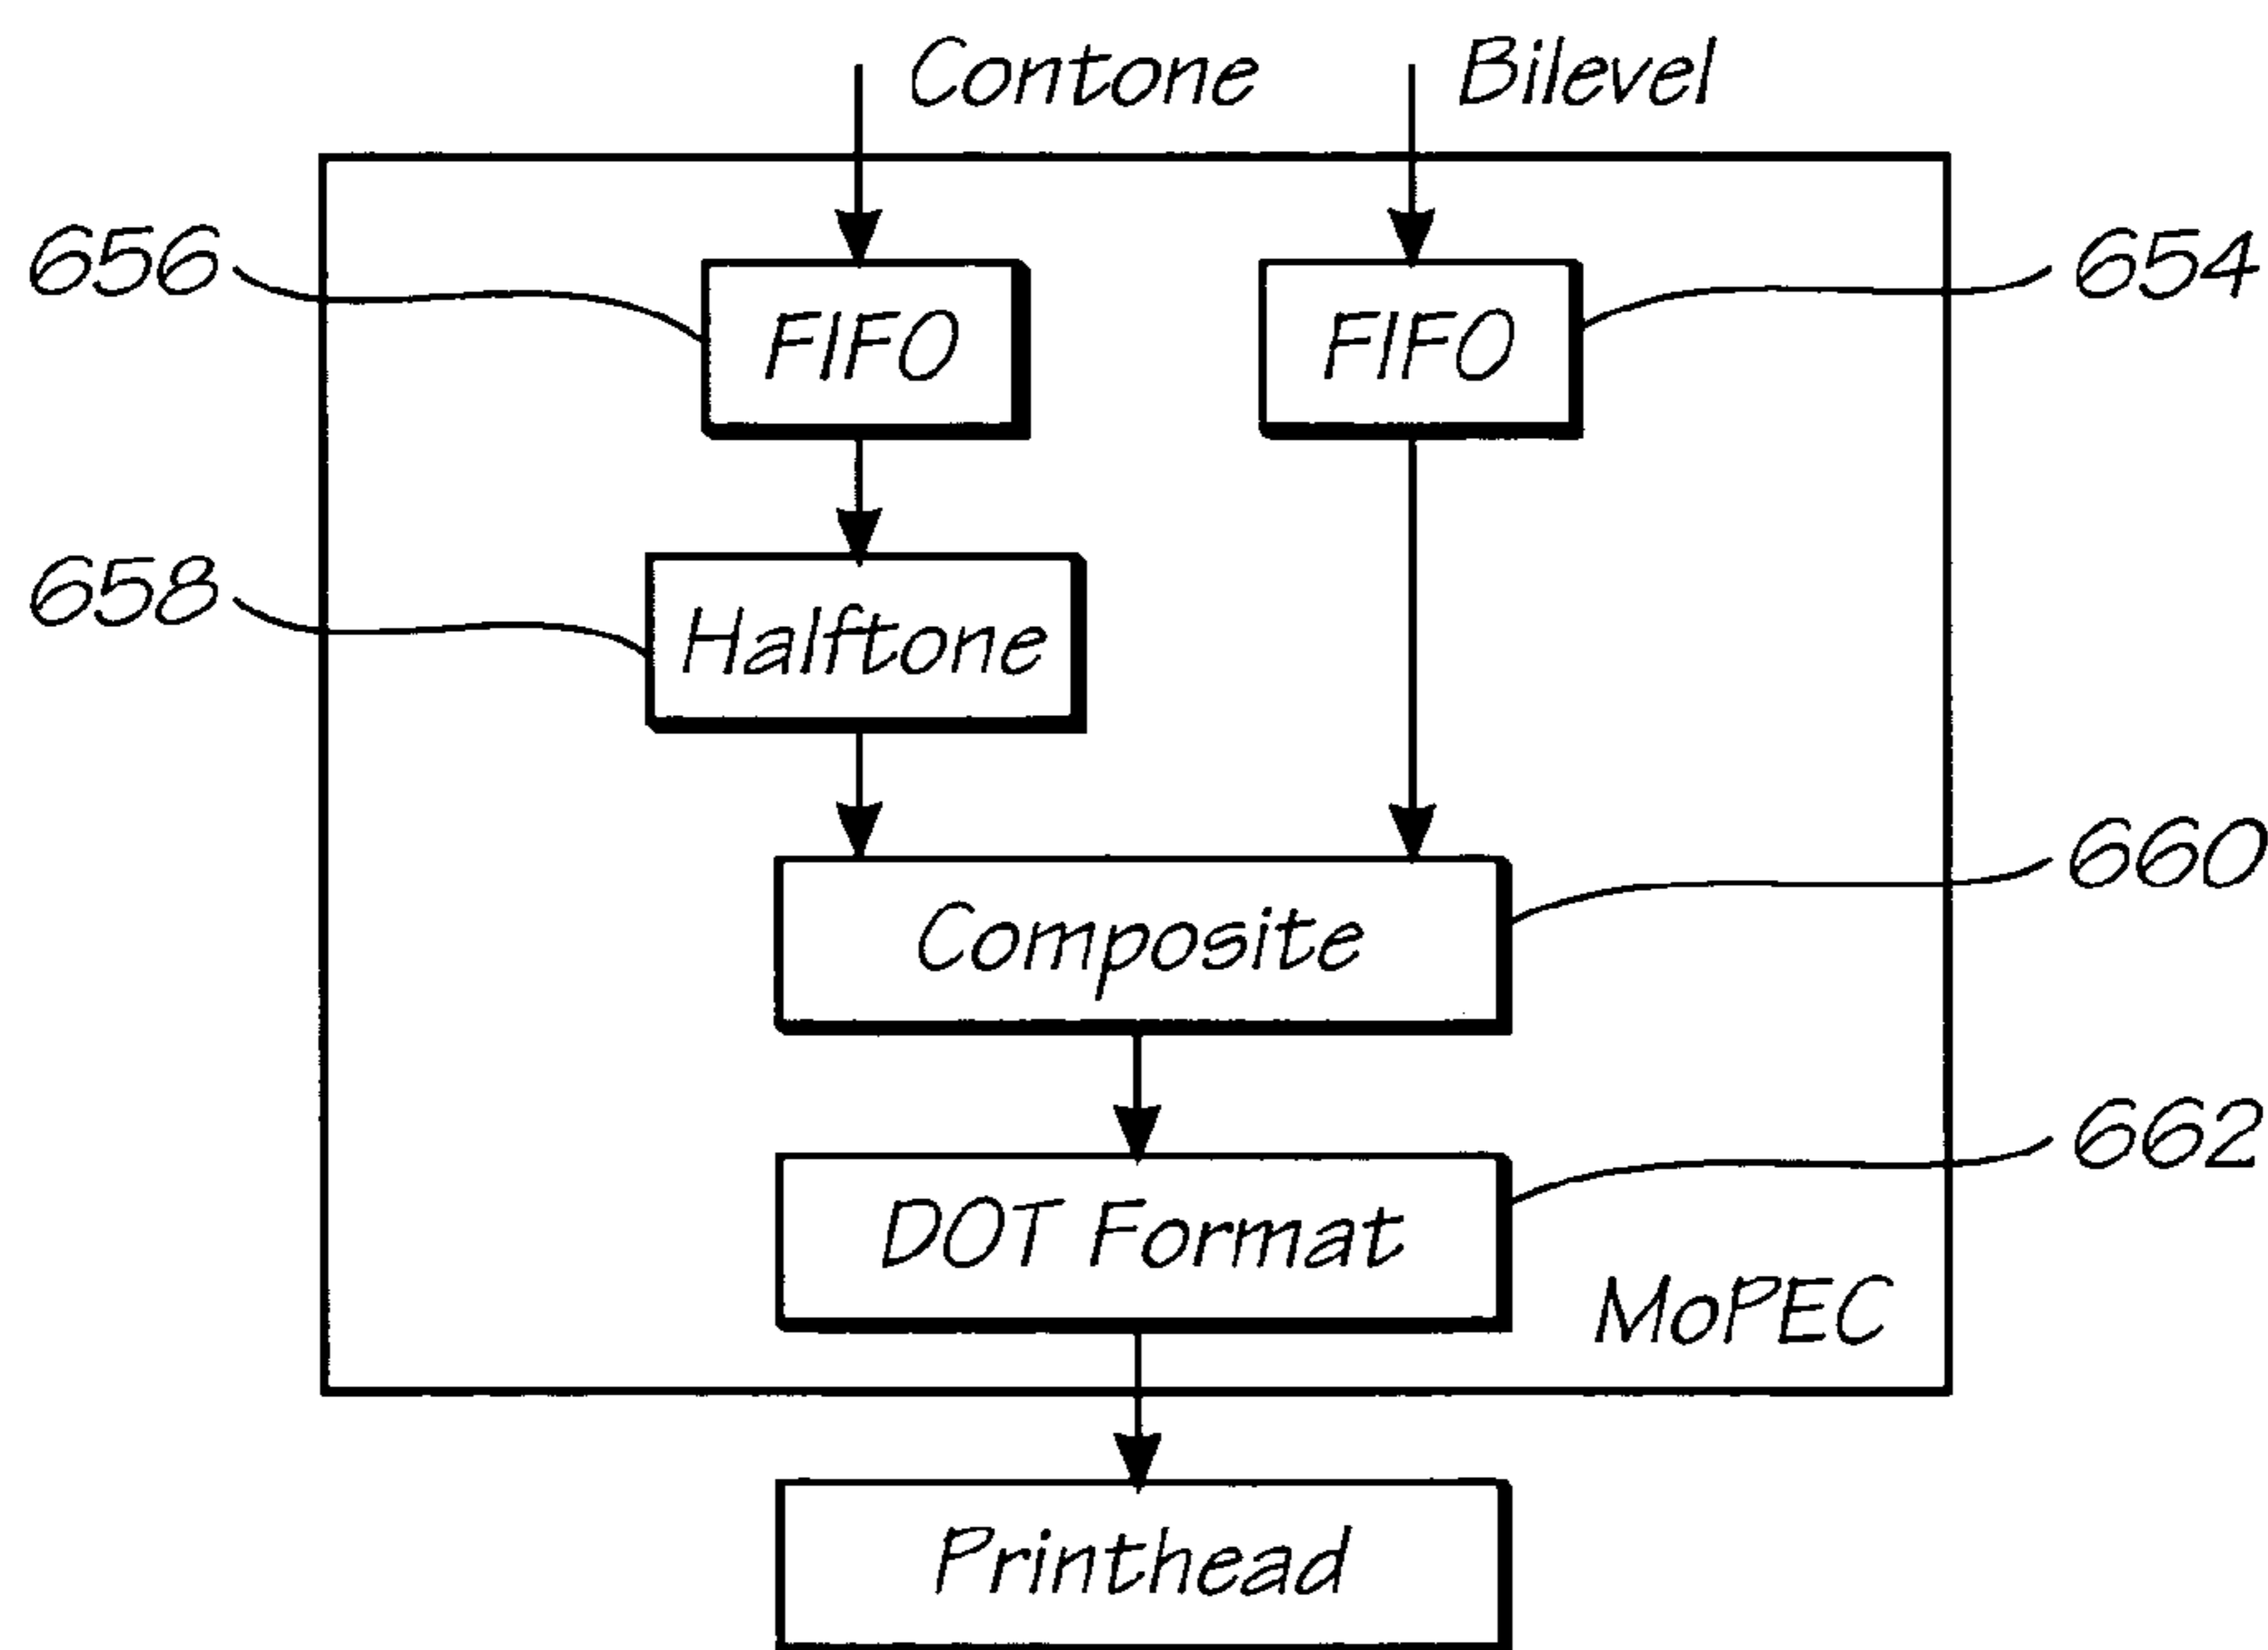 Contone
Bilevel
656
FIFO
FIFO
654
658
Halftone
660
Composite
662
DOT Format
MoPEC
Printhead